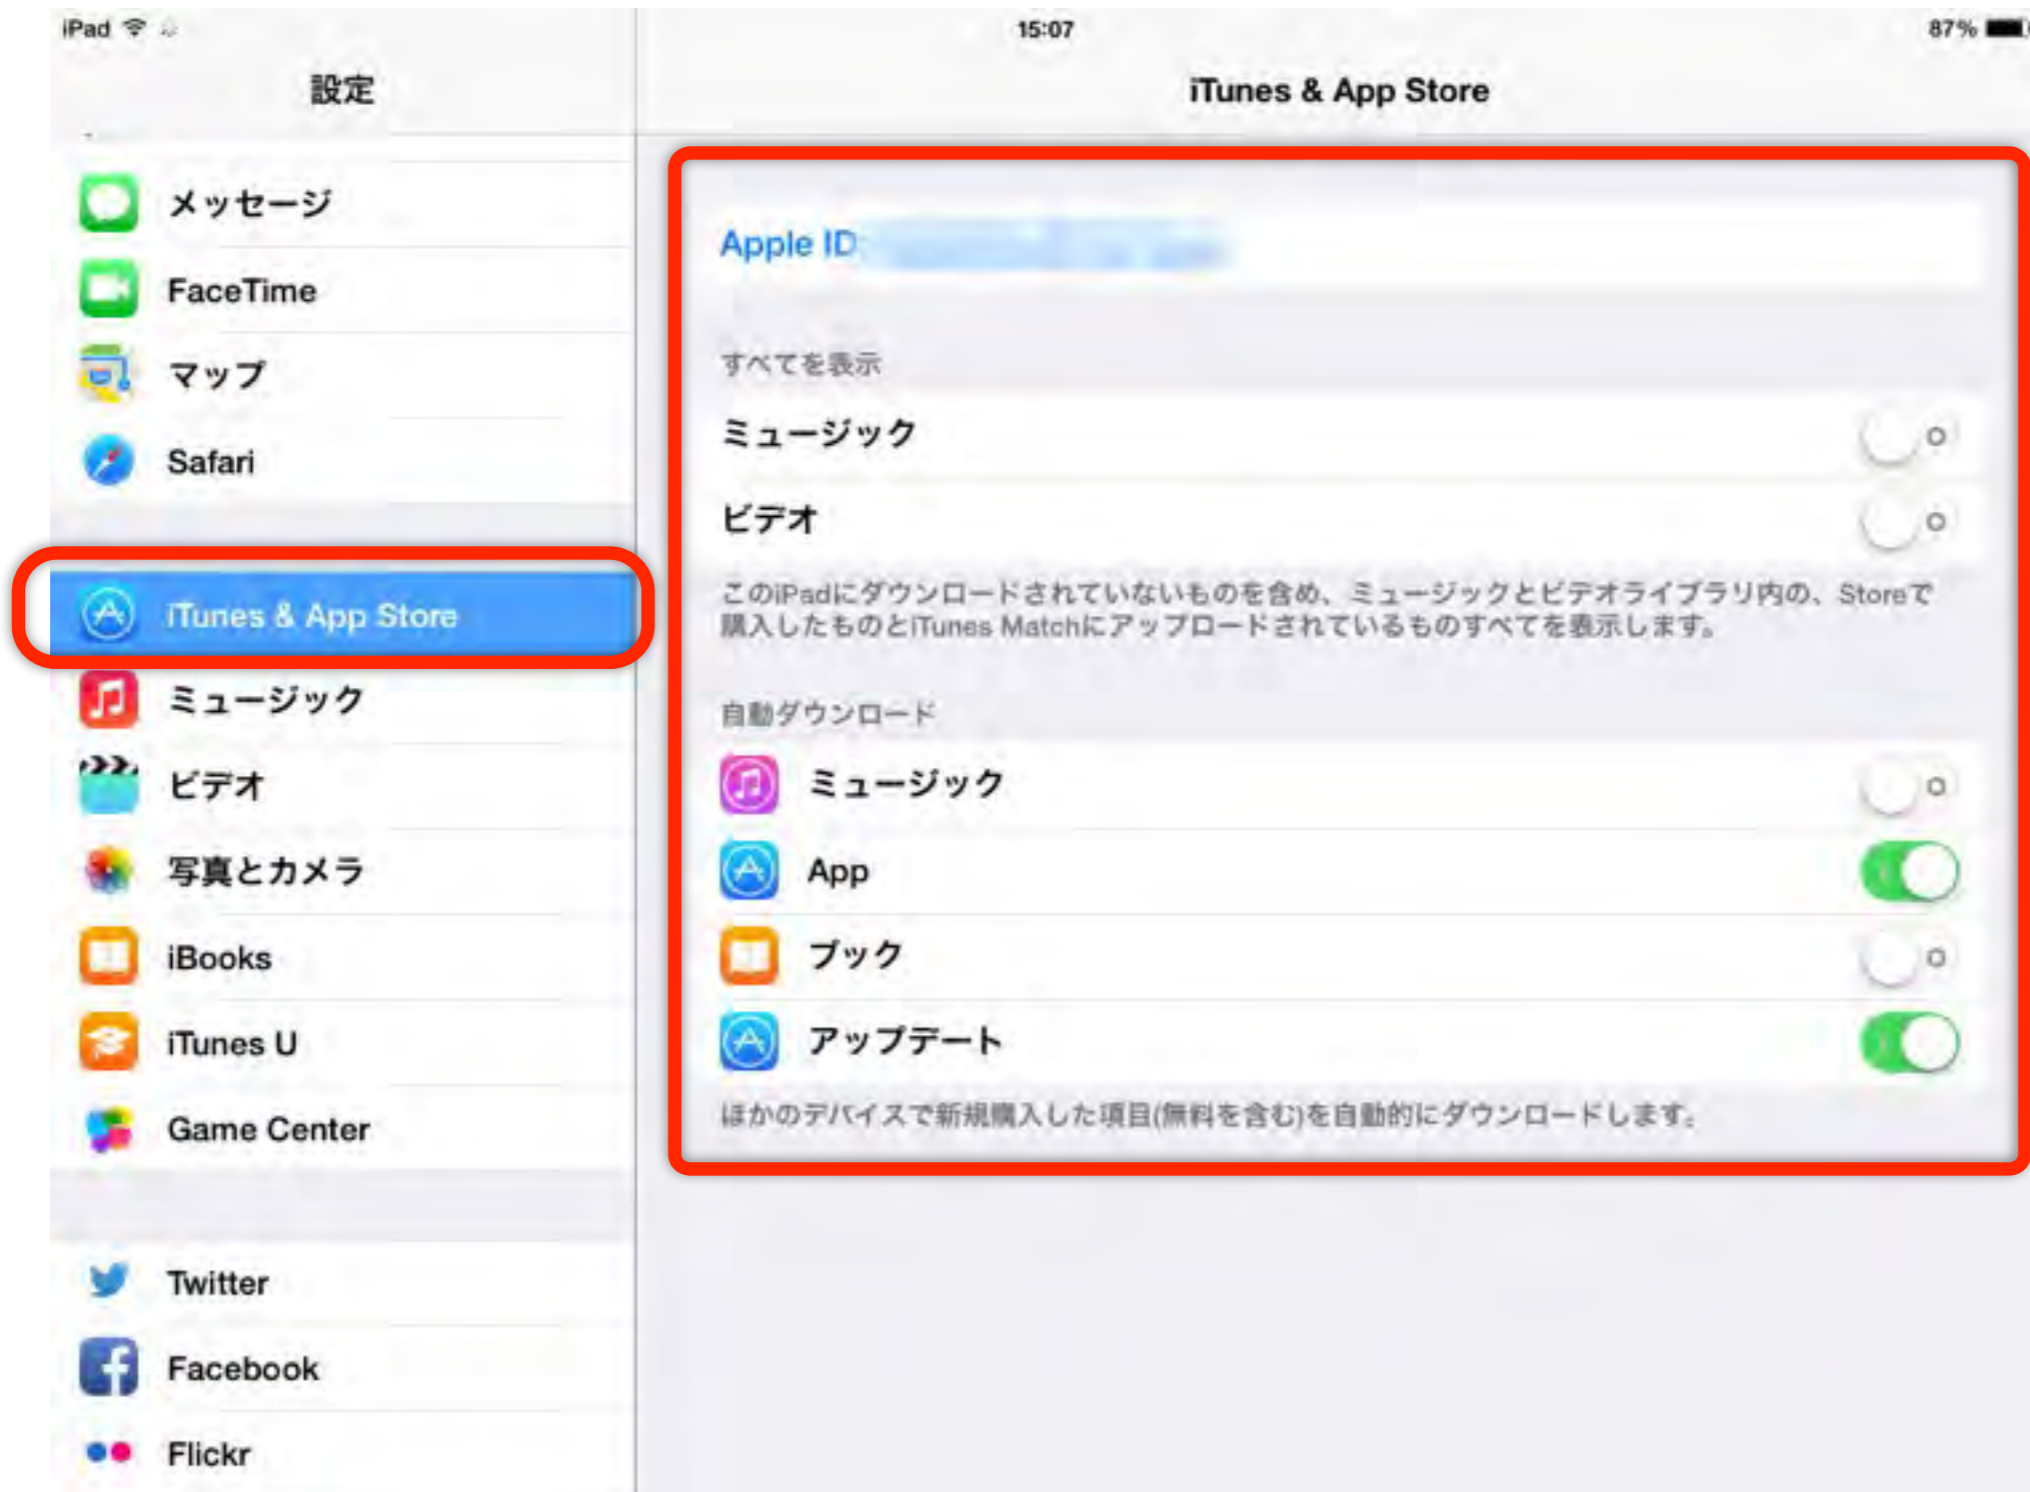 iPad
15:07
87%
設定
iTunes & App Store
メッセージ
FaceTime
マップ
Safari
iTunes & App Store
ミュージック
ビデオ
写真とカメラ
iBooks
iTunes U
Game Center
Twitter
Facebook
Flickr
Apple ID:
すべてを表示
ミュージック
ビデオ
このiPadにダウンロードされていないものを含め、ミュージックとビデオライブラリ内の、Storeで
購入したものとiTunes Matchにアップロードされているものすべてを表示します。
自動ダウンロード
ミュージック
App
ブック
アップデート
ほかのデバイスで新規購入した項目(無料を含む)を自動的にダウンロードします。